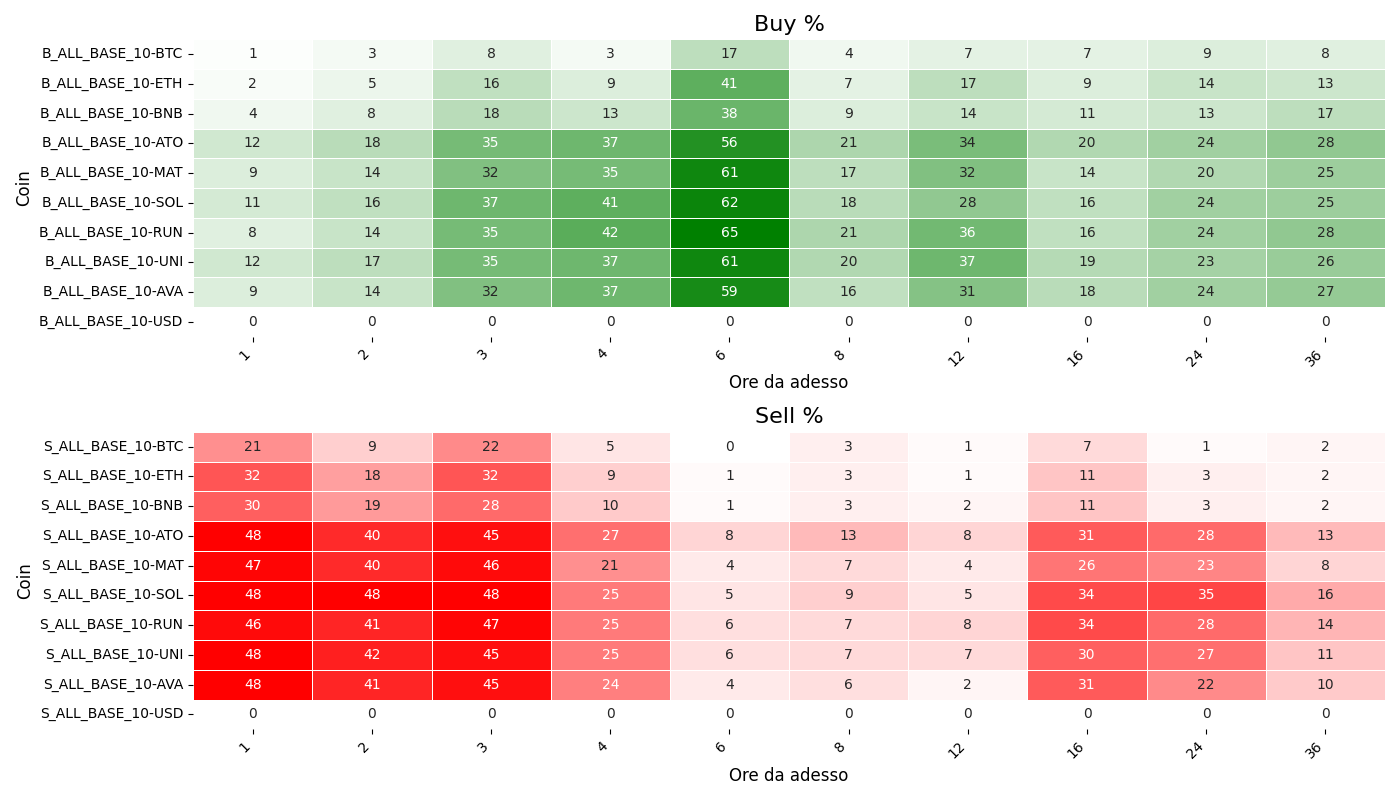 Buy %
Coin
B_ALL_BASE_10-BTC 1 3 8 3 17 4 7 7 9 8
B_ALL_BASE_10-ETH 2 5 16 9 41 7 17 9 14 13
B_ALL_BASE_10-BNB 4 8 18 13 38 9 14 11 13 17
B_ALL_BASE_10-ATO 12 18 35 37 56 21 34 20 24 28
B_ALL_BASE_10-MAT 9 14 32 35 61 17 32 14 20 25
B_ALL_BASE_10-SOL 11 16 37 41 62 18 28 16 24 25
B_ALL_BASE_10-RUN 8 14 35 42 65 21 36 16 24 28
B_ALL_BASE_10-UNI 12 17 35 37 61 20 37 19 23 26
B_ALL_BASE_10-AVA 9 14 32 37 59 16 31 18 24 27
B_ALL_BASE_10-USD 0 0 0 0 0 0 0 0 0 0
1 2 3 4 6 8 12 16 24 36
Ore da adesso
Sell %
Coin
S_ALL_BASE_10-BTC 21 9 22 5 0 3 1 7 1 2
S_ALL_BASE_10-ETH 32 18 32 9 1 3 1 11 3 2
S_ALL_BASE_10-BNB 30 19 28 10 1 3 2 11 3 2
S_ALL_BASE_10-ATO 48 40 45 27 8 13 8 31 28 13
S_ALL_BASE_10-MAT 47 40 46 21 4 7 4 26 23 8
S_ALL_BASE_10-SOL 48 48 48 25 5 9 5 34 35 16
S_ALL_BASE_10-RUN 46 41 47 25 6 7 8 34 28 14
S_ALL_BASE_10-UNI 48 42 45 25 6 7 7 30 27 11
S_ALL_BASE_10-AVA 48 41 45 24 4 6 2 31 22 10
S_ALL_BASE_10-USD 0 0 0 0 0 0 0 0 0 0
1 2 3 4 6 8 12 16 24 36
Ore da adesso